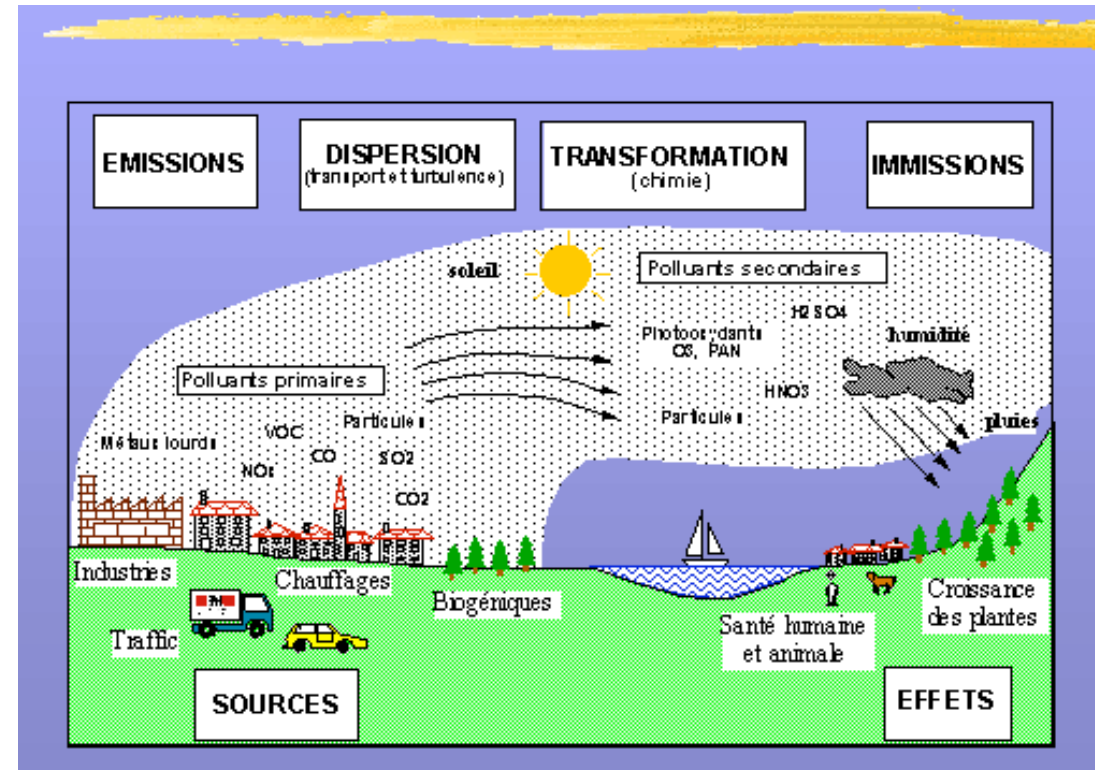 EMISSIONS
DISPERSION
(transport et turbulence)
TRANSFORMATION
(chimie)
IMMISSIONS
soleil
Polluants secondaires
H2SO4
Photooxydants
O3, PAN
humidité
Polluants primaires
HNO3
Particules
Particules
pluies
Métaux lourds
VOC
NOx
CO
SO2
CO2
Industries
Chauffages
Biogéniques
Traffic
Santé humaine
et animale
Croissance
des plantes
SOURCES
EFFETS